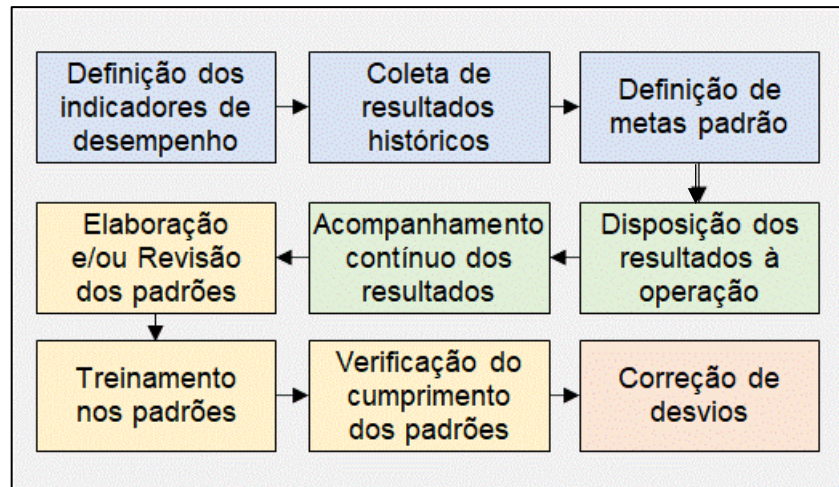 Definição dos
indicadores de
desempenho
Coleta de
resultados
históricos
Definição de
metas padrão
Disposição dos
resultados à
operação
Acompanhamento
contínuo dos
resultados
Elaboração
e/ou Revisão
dos padrões
Treinamento
nos padrões
Verificação do
cumprimento
dos padrões
Correção de
desvios